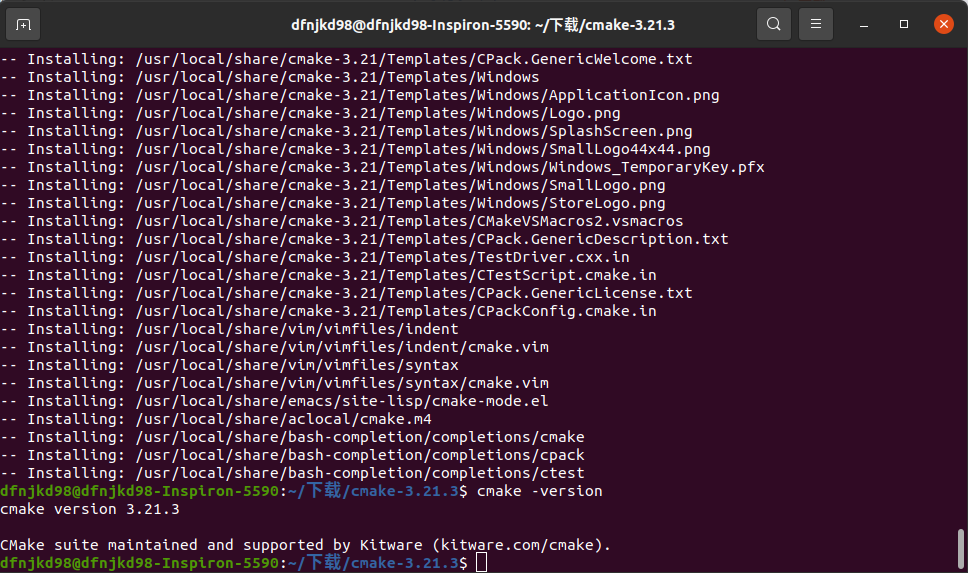 dfnjkd98@dfnjkd98-Inspiron-5590: ~/下载/cmake-3.21.3
-- Installing: /usr/local/share/cmake-3.21/Templates/CPack.GenericWelcome.txt
-- Installing: /usr/local/share/cmake-3.21/Templates/Windows
-- Installing: /usr/local/share/cmake-3.21/Templates/Windows/ApplicationIcon.png
-- Installing: /usr/local/share/cmake-3.21/Templates/Windows/Logo.png
-- Installing: /usr/local/share/cmake-3.21/Templates/Windows/SplashScreen.png
-- Installing: /usr/local/share/cmake-3.21/Templates/Windows/SmallLogo44x44.png
-- Installing: /usr/local/share/cmake-3.21/Templates/Windows/Windows_TemporaryKey.pfx
-- Installing: /usr/local/share/cmake-3.21/Templates/Windows/SmallLogo.png
-- Installing: /usr/local/share/cmake-3.21/Templates/Windows/StoreLogo.png
-- Installing: /usr/local/share/cmake-3.21/Templates/CMakeVSMacros2.vsmacros
-- Installing: /usr/local/share/cmake-3.21/Templates/CPack.GenericDescription.txt
-- Installing: /usr/local/share/cmake-3.21/Templates/TestDriver.cxx.in
-- Installing: /usr/local/share/cmake-3.21/Templates/CTestScript.cmake.in
-- Installing: /usr/local/share/cmake-3.21/Templates/CPack.GenericLicense.txt
-- Installing: /usr/local/share/cmake-3.21/Templates/CPackConfig.cmake.in
-- Installing: /usr/local/share/vim/vimfiles/indent
-- Installing: /usr/local/share/vim/vimfiles/indent/cmake.vim
-- Installing: /usr/local/share/vim/vimfiles/syntax
-- Installing: /usr/local/share/vim/vimfiles/syntax/cmake.vim
-- Installing: /usr/local/share/emacs/site-lisp/cmake-mode.el
-- Installing: /usr/local/share/aclocal/cmake.m4
-- Installing: /usr/local/share/bash-completion/completions/cmake
-- Installing: /usr/local/share/bash-completion/completions/cpack
-- Installing: /usr/local/share/bash-completion/completions/ctest
dfnjkd98@dfnjkd98-Inspiron-5590:~/下载/cmake-3.21.3$ cmake -version
cmake version 3.21.3
CMake suite maintained and supported by Kitware (kitware.com/cmake).
dfnjkd98@dfnjkd98-Inspiron-5590:~/下载/cmake-3.21.3$